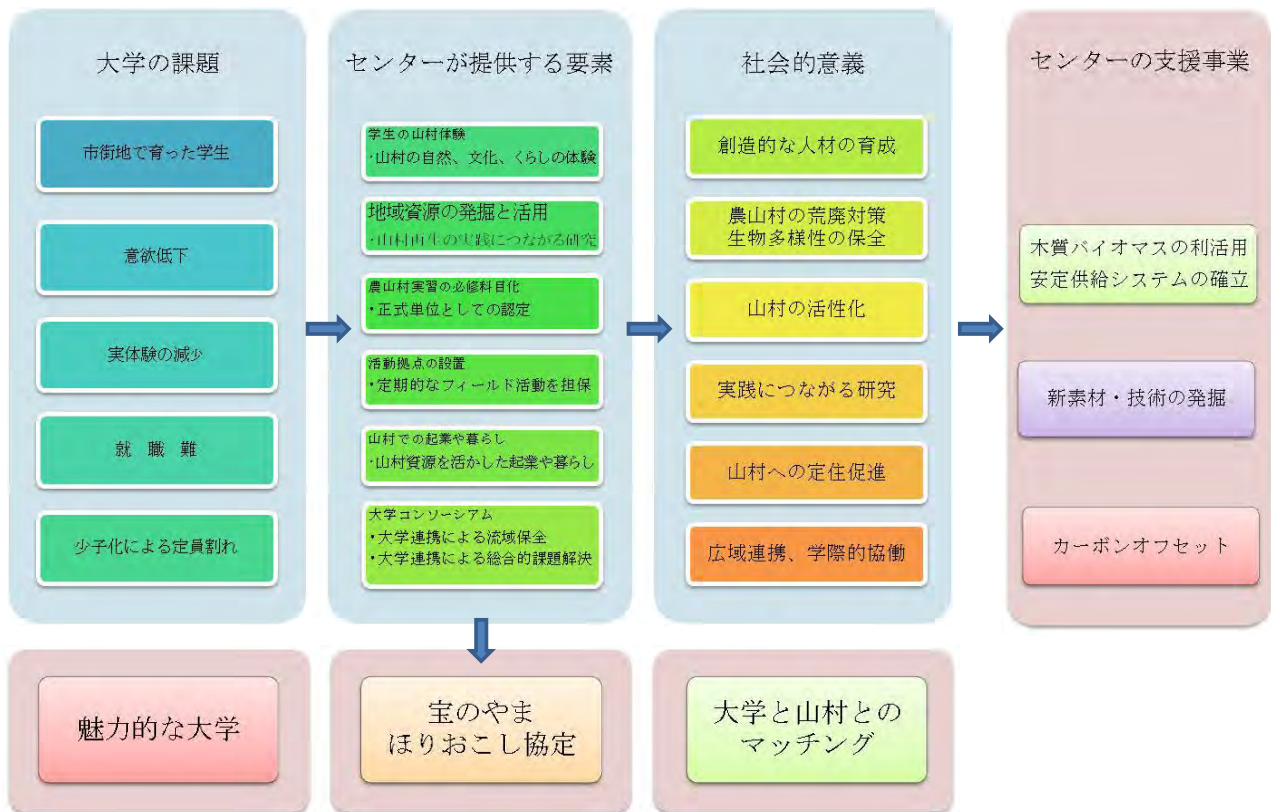 大学の課題
市街地で育った学生
意欲低下
実体験の減少
就　職　難
少子化による定員割れ
センターが提供する要素
学生の山村体験
・山村の自然、文化、くらしの体験
地域資源の発掘と活用
・山村再生の実践につながる研究
農山村実習の必修科目化
・正式単位としての認定
活動拠点の設置
・定期的なフィールド活動を担保
山村での起業や暮らし
・山村資源を活かした起業や暮らし
大学コンソーシアム
・大学連携による流域保全
・大学連携による総合的課題解決
社会的意義
創造的な人材の育成
農山村の荒廃対策
生物多様性の保全
山村の活性化
実践につながる研究
山村への定住促進
広域連携、学際的協働
センターの支援事業
木質バイオマスの利活用
安定供給システムの確立
新素材・技術の発掘
カーボンオフセット
魅力的な大学
宝のやま
ほりおこし協定
大学と山村との
マッチング